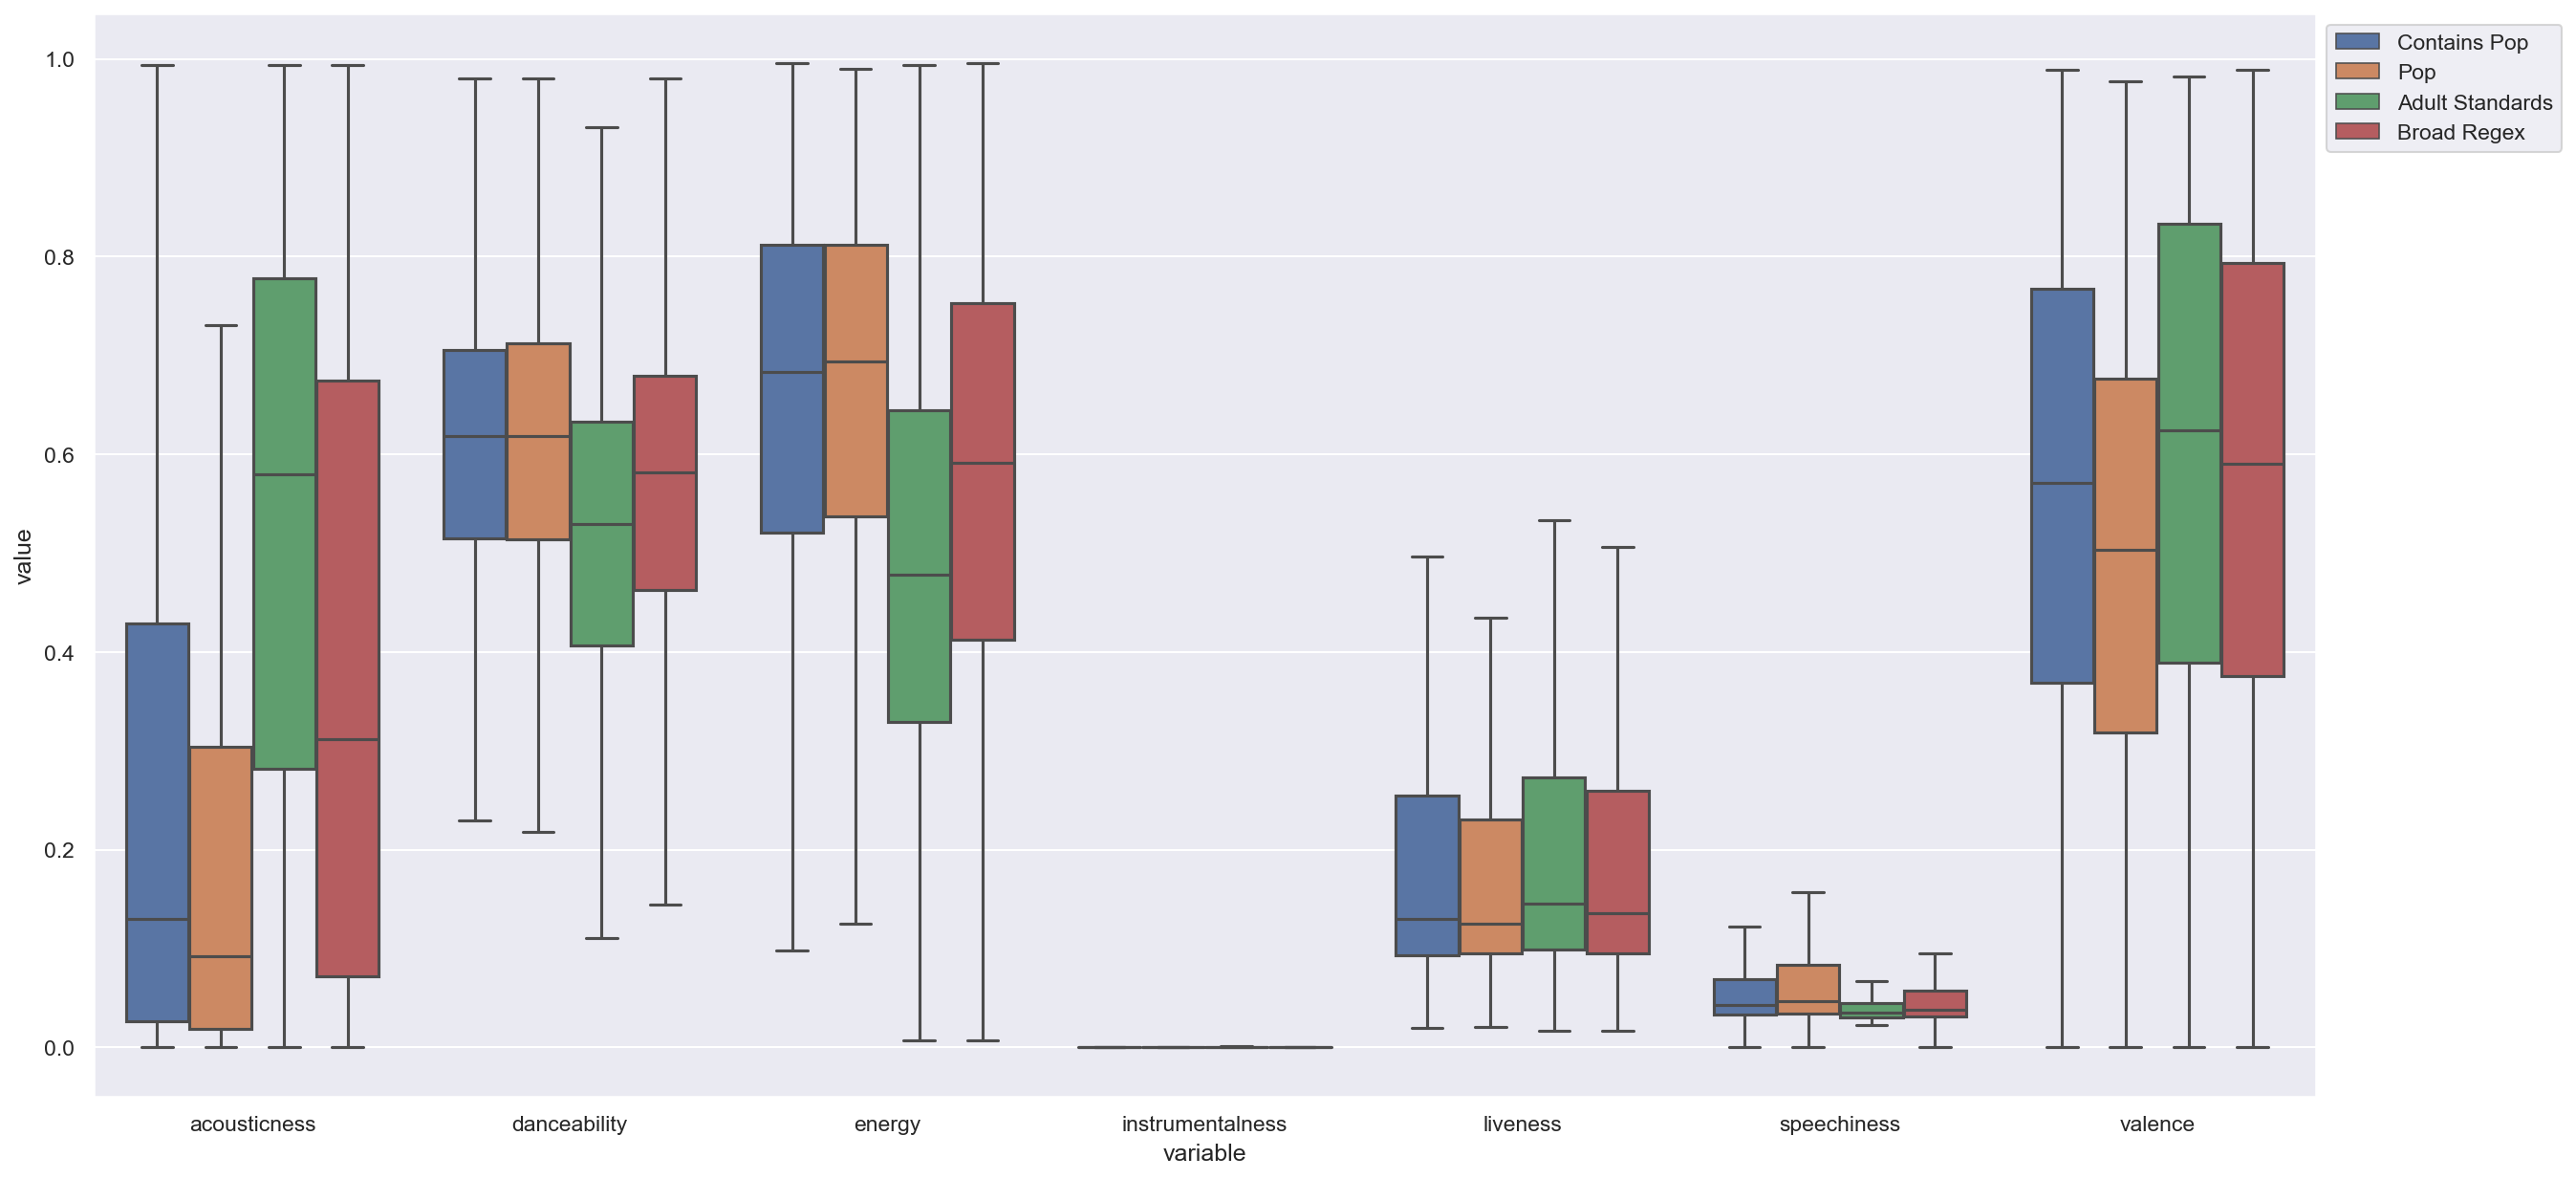 Contains Pop
Pop
Adult Standards
Broad Regex
1.0
0.8
0.6
0.4
0.2
0.0
value
acousticness danceability energy instrumentalness liveness speechiness valence
variable